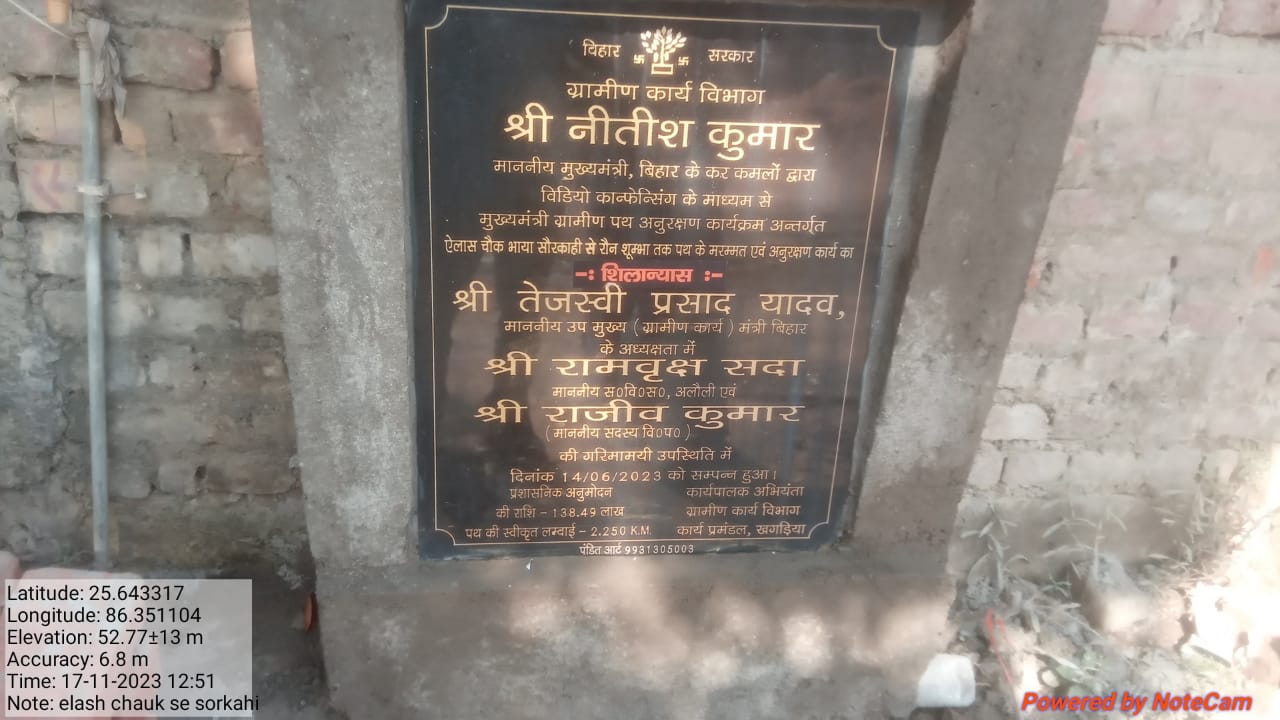 बिहार सरकार
ग्रामीण कार्य विभाग
श्री नीतीश कुमार
माननीय मुख्यमंत्री, बिहार के कर कमलों द्वारा
विडियो कान्फेन्सिंग के माध्यम से
मुख्यमंत्री ग्रामीण पथ अनुरक्षण कार्यक्रम अन्तर्गत
ऐलास चौक भाया सौरकाही से रौन शूम्भा तक पथ के मरम्मत एवं अनुरक्षण कार्य का
-: शिलान्यास :-
श्री तेजस्वी प्रसाद यादव,
माननीय उप मुख्य ( ग्रामीण कार्य ) मंत्री बिहार
के अध्यक्षता में
श्री रामवृक्ष सदा
माननीय स०वि०स०, अलौली एवं
श्री राजीव कुमार
( माननीय सदस्य वि०प० )
की गरिमामयी उपस्थिति में
दिनांक 14/06/2023 को सम्पन्न हुआ।
प्रशासनिक अनुमोदन कार्यपालक अभियंता
की राशि - 138.49 लाख ग्रामीण कार्य विभाग
पथ की स्वीकृत लम्बाई - 2.250 K.M. कार्य प्रमंडल, खगड़िया
पंडित आर्ट 9931305003
Latitude: 25.643317
Longitude: 86.351104
Elevation: 52.77±13 m
Accuracy: 6.8 m
Time: 17-11-2023 12:51
Note: elash chauk se sorkahi
Powered by NoteCam